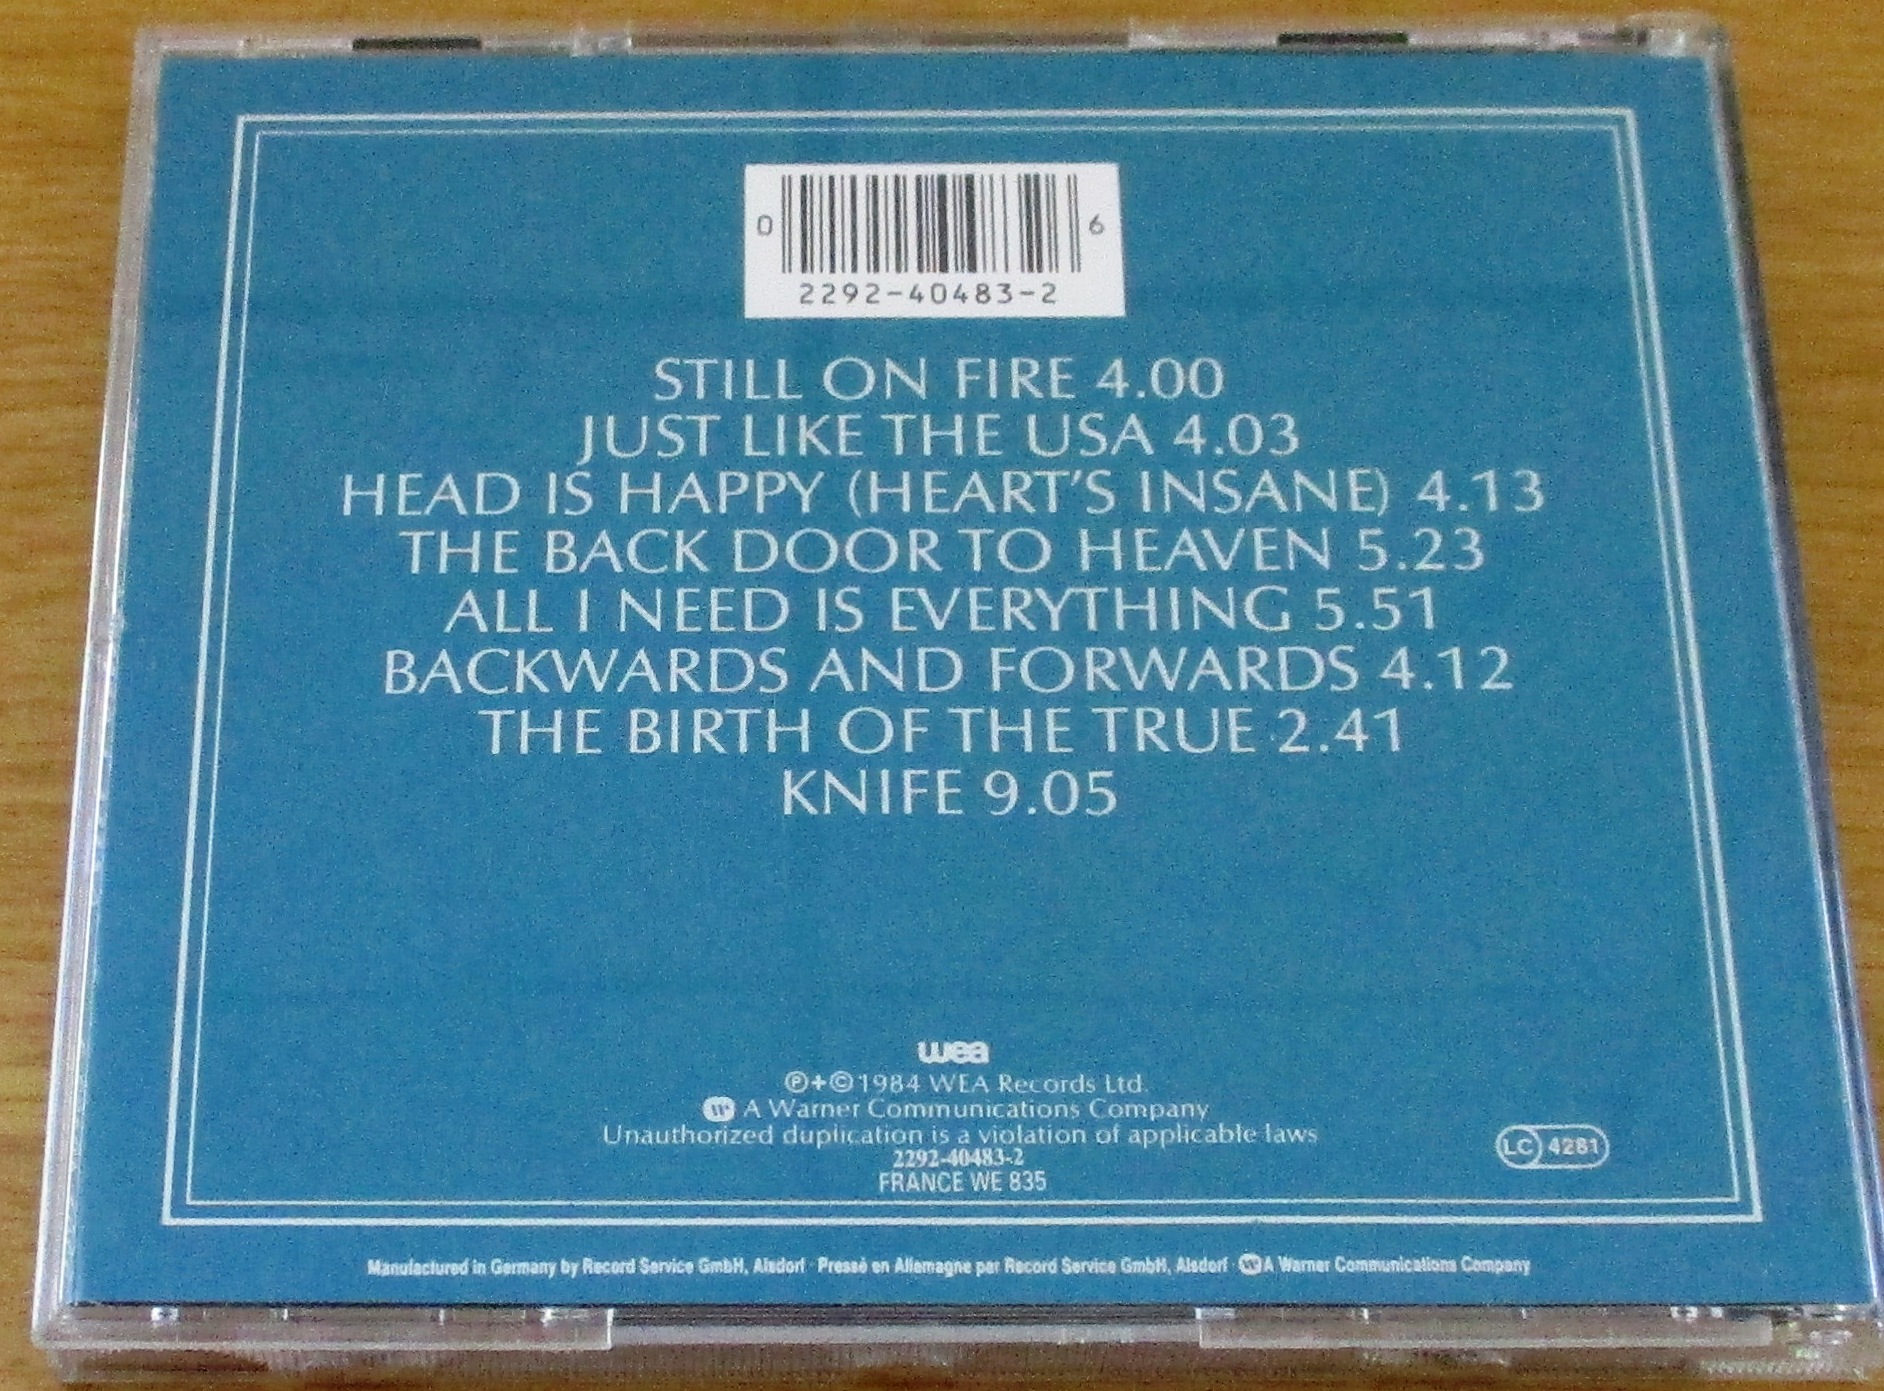 0 6
2292-40483-2
STILL ON FIRE 4.00
JUST LIKE THE USA 4.03
HEAD IS HAPPY (HEART'S INSANE) 4.13
THE BACK DOOR TO HEAVEN 5.23
ALL I NEED IS EVERYTHING 5.51
BACKWARDS AND FORWARDS 4.12
THE BIRTH OF THE TRUE 2.41
KNIFE 9.05
wea
℗+©1984 WEA Records Ltd.
A Warner Communications Company
Unauthorized duplication is a violation of applicable laws
2292-40483-2
FRANCE WE 835
LC 4281
Manufactured in Germany by Record Service GmbH, Alsdorf · Pressé en Allemagne par Record Service GmbH, Alsdorf A Warner Communications Company